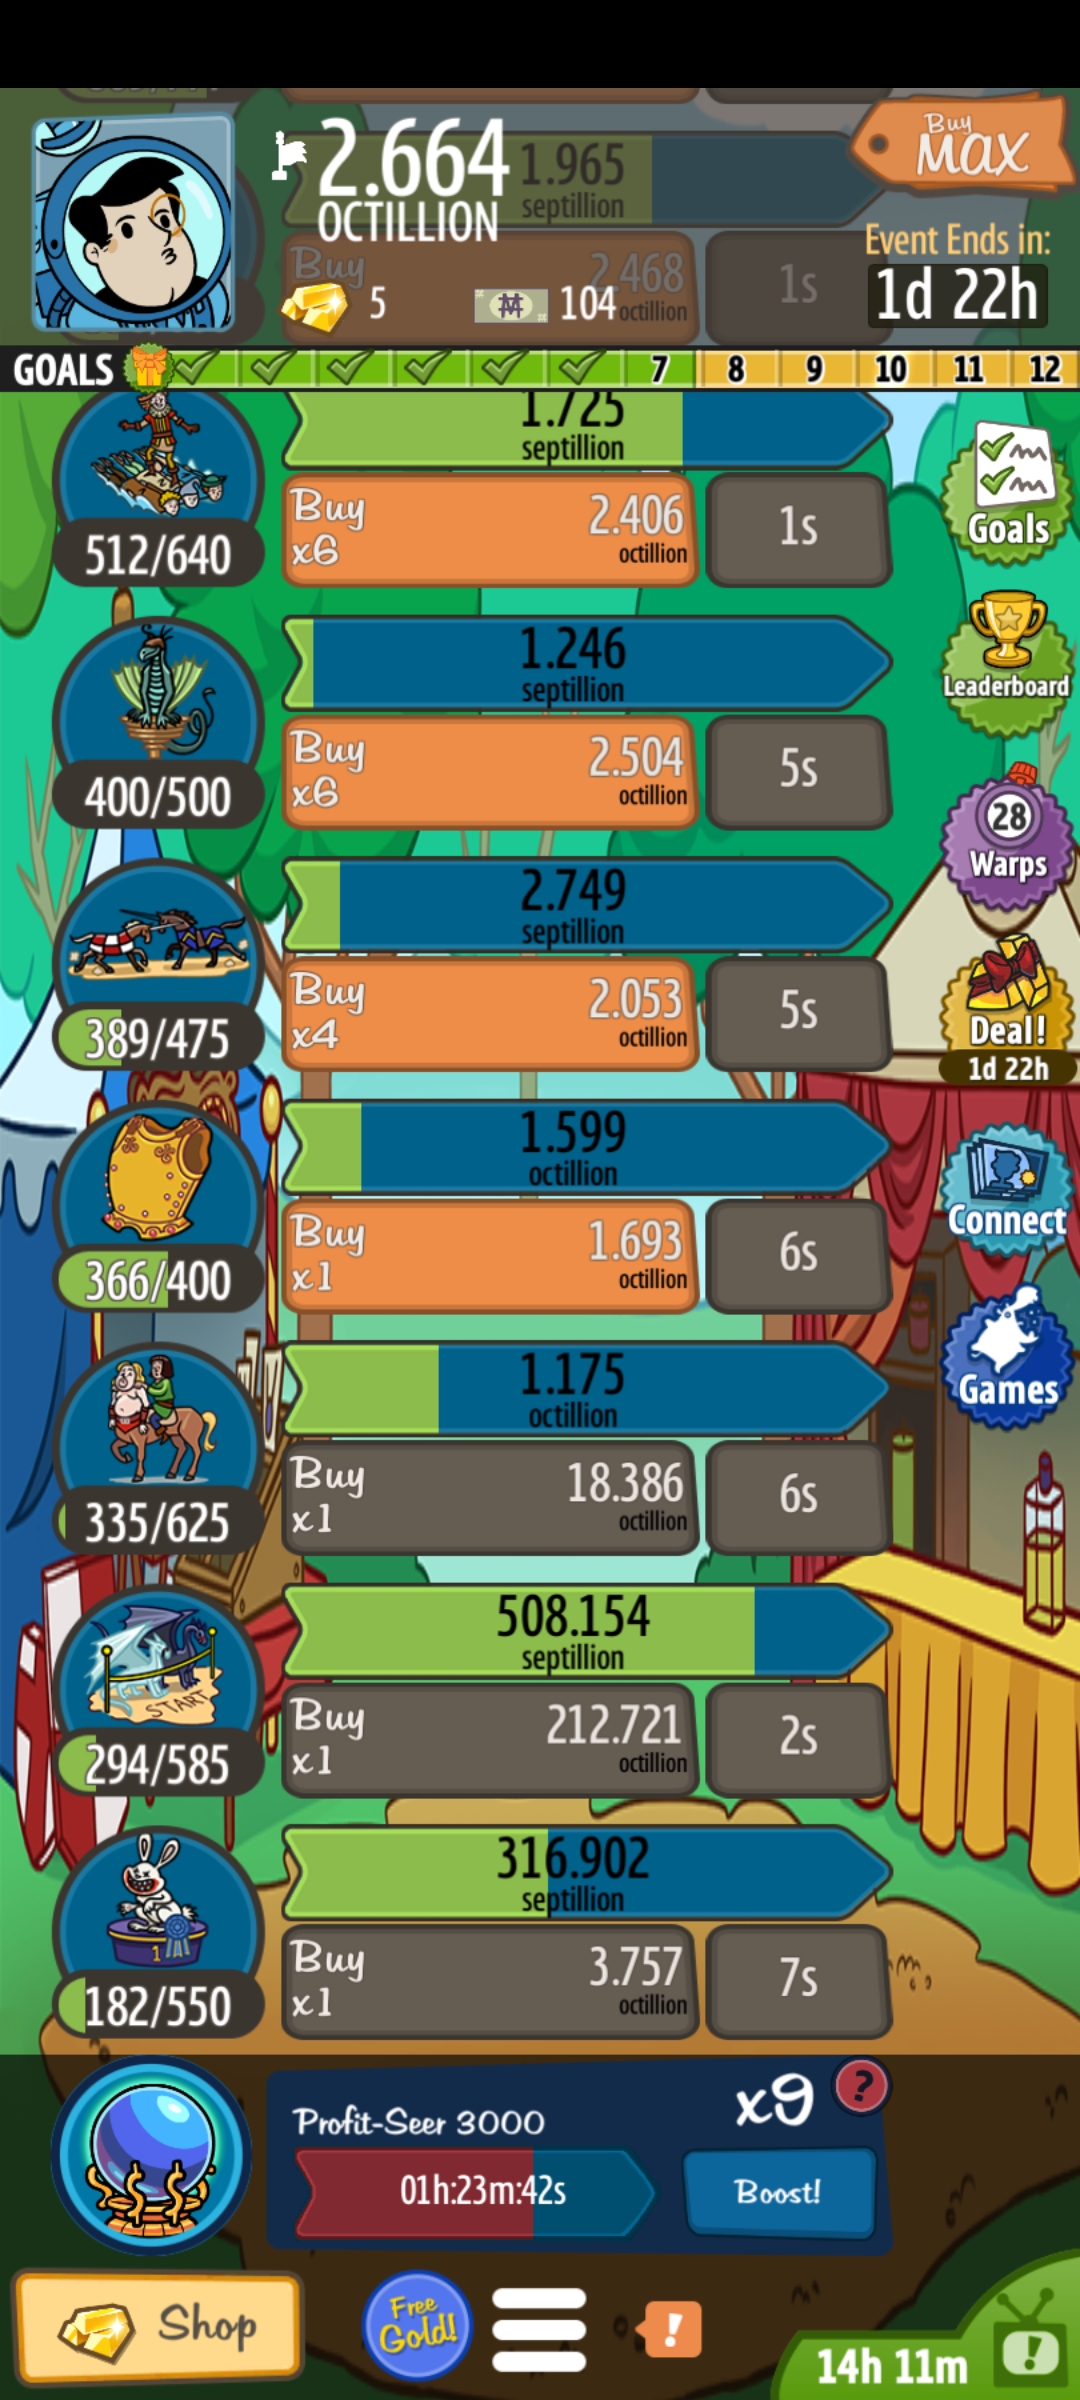 Buy
MAX
2.664
OCTILLION
1.965
septillion
Event Ends in:
1d 22h
Buy
2.468
octillion
1s
5
M
104
GOALS 7 8 9 10 11 12
1.725
septillion
Buy
x6
2.406
octillion
1s
512/640
Goals
1.246
septillion
Buy
x6
2.504
octillion
5s
400/500
Leaderboard
28
Warps
2.749
septillion
Buy
x4
2.053
octillion
5s
389/475
Deal!
1d 22h
1.599
octillion
Buy
x1
1.693
octillion
6s
366/400
Connect
1.175
octillion
Buy
x1
18.386
octillion
6s
335/625
Games
508.154
septillion
START
Buy
x1
212.721
octillion
2s
294/585
316.902
septillion
1
Buy
x1
3.757
octillion
7s
182/550
Profit-Seer 3000
x9
?
01h:23m:42s
Boost!
Shop
Free
Gold!
!
14h 11m
!